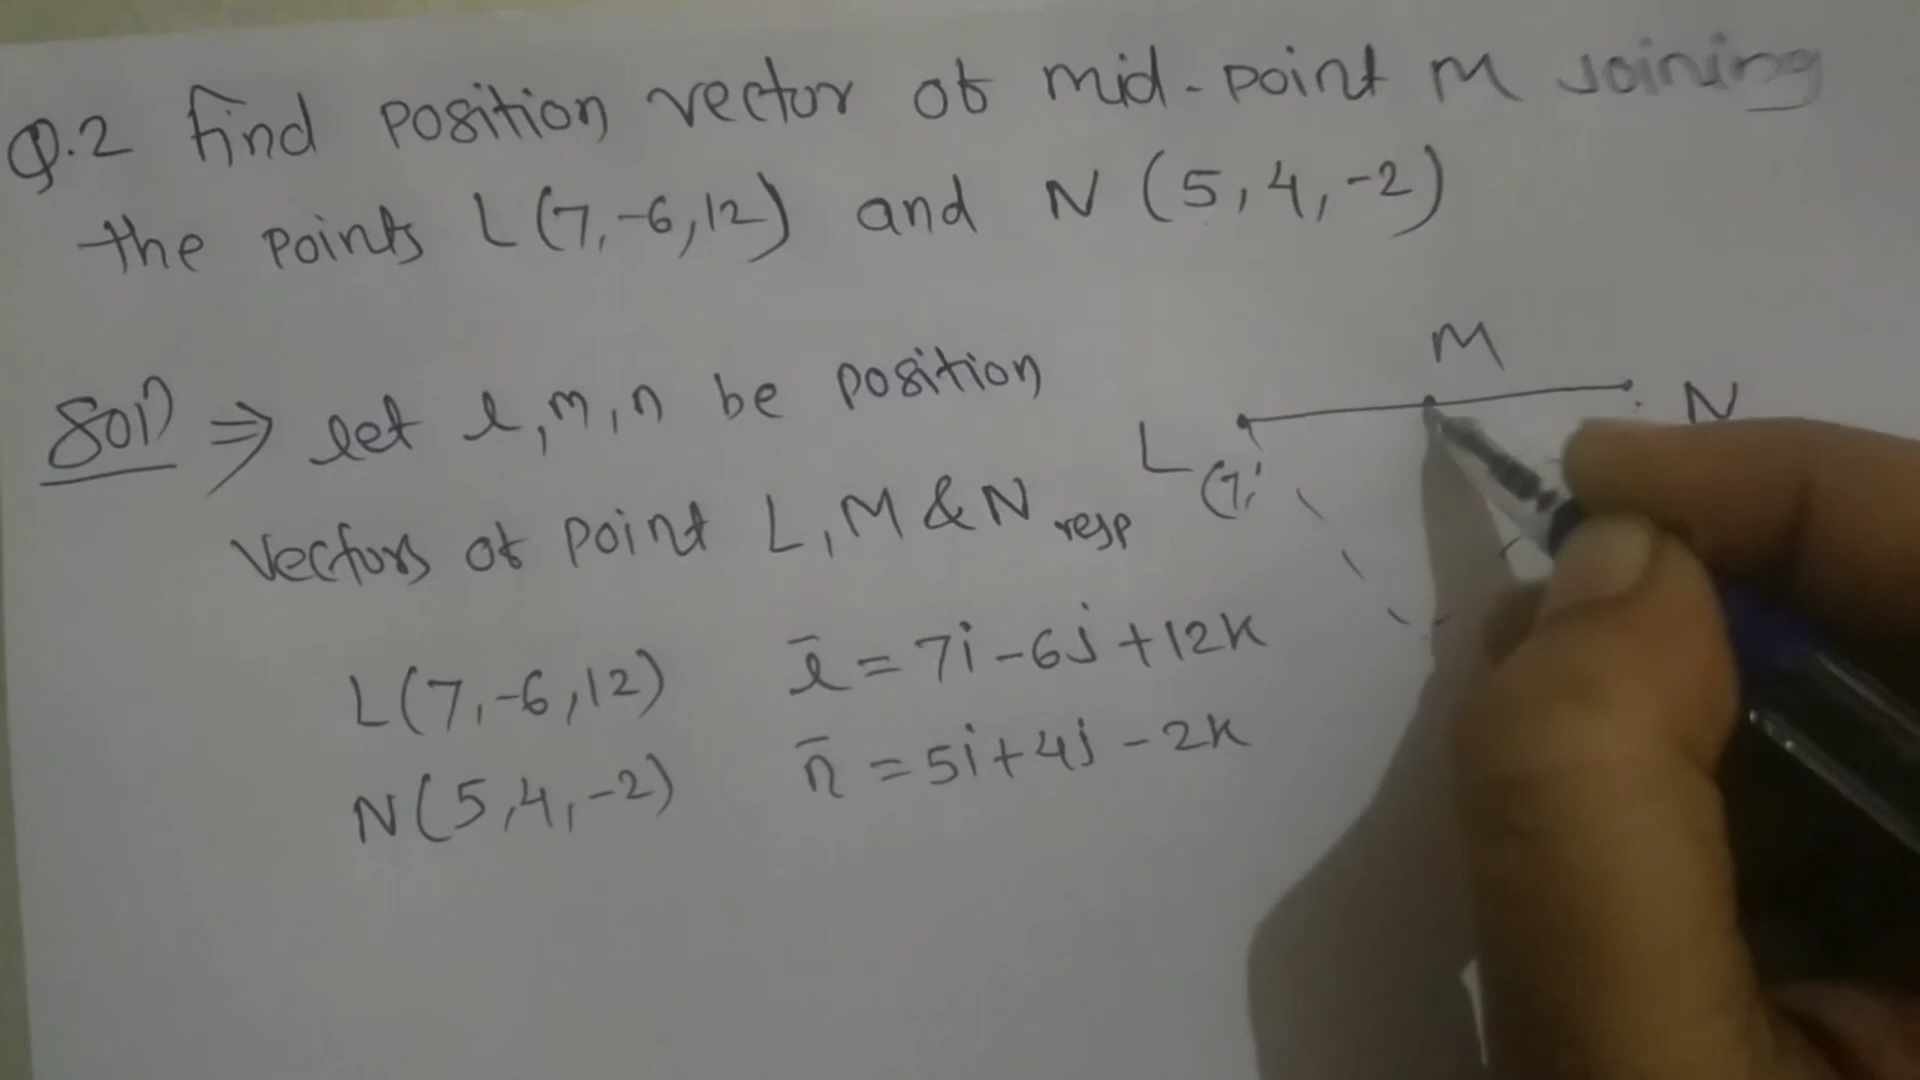 Q.2 find position vector of mid-point M Joining
the points L(7,-6,12) and N (5,4,-2)
Soln ⇒ let l,m,n be position
vectors of point L,M & N resp
L(7,-6,12) l̄ = 7i-6j+12k
N(5,4,-2) n̄ = 5i+4j-2k
M
L
N
(7,